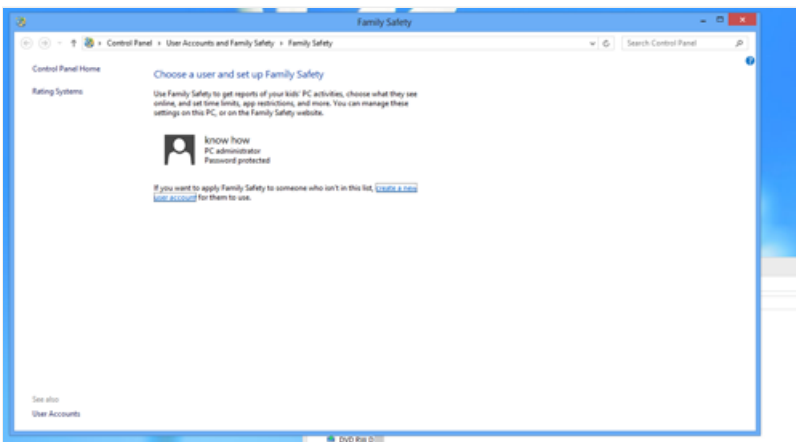 Family Safety
Control Panel › User Accounts and Family Safety › Family Safety
Search Control Panel
Control Panel Home
Rating Systems
Choose a user and set up Family Safety
Use Family Safety to get reports of your kids' PC activities, choose what they see
online, and set time limits, app restrictions, and more. You can manage these
settings on this PC, or on the Family Safety website.
know how
PC administrator
Password protected
If you want to apply Family Safety to someone who isn't in this list, create a new
user account for them to use.
See also
User Accounts
DVD RW D